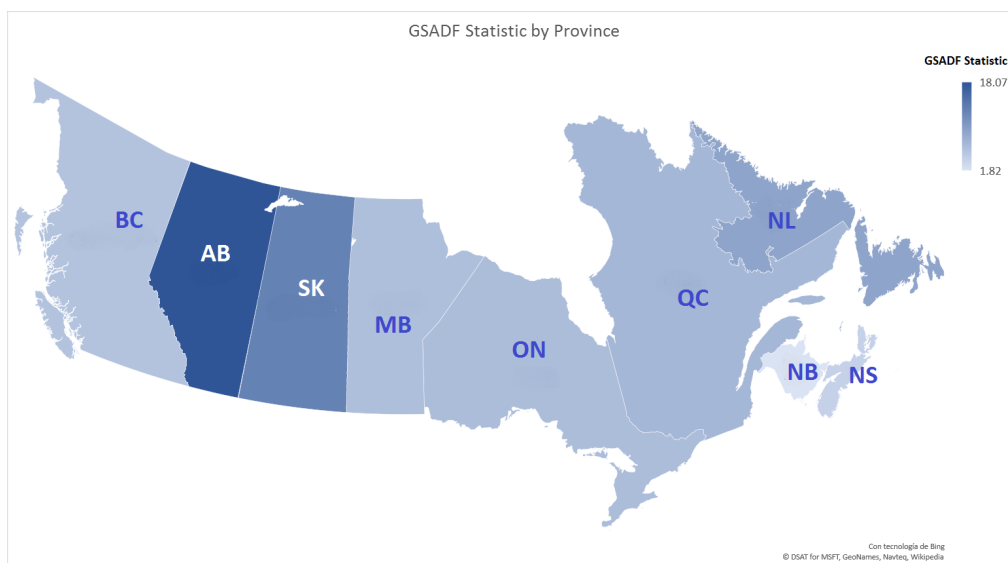 GSADF Statistic by Province
GSADF Statistic
18.07
1.82
BC
AB
SK
MB
ON
QC
NL
NB
NS
Con tecnología de Bing
© DSAT for MSFT, GeoNames, Navteq, Wikipedia